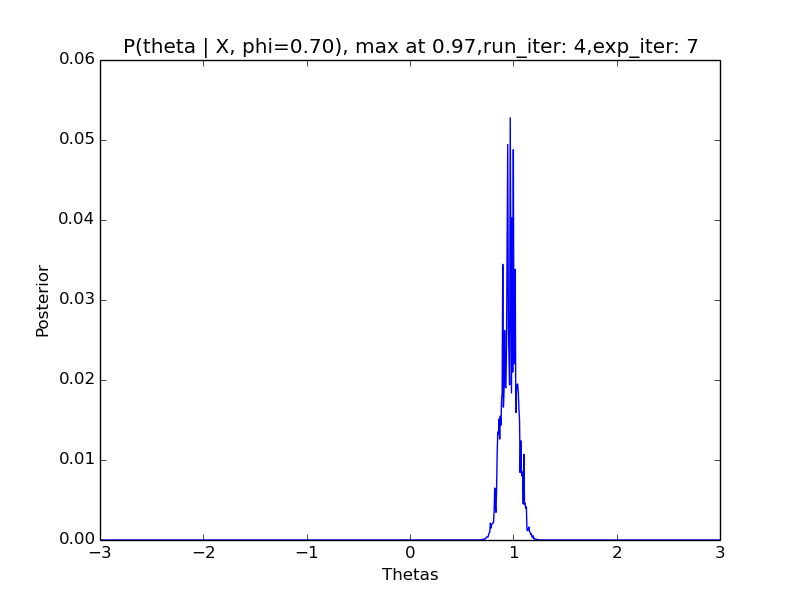 P(theta | X, phi=0.70), max at 0.97,run_iter: 4,exp_iter: 7
0.06
0.05
0.04
0.03
0.02
0.01
0.00
Posterior
−3 −2 −1 0 1 2 3
Thetas